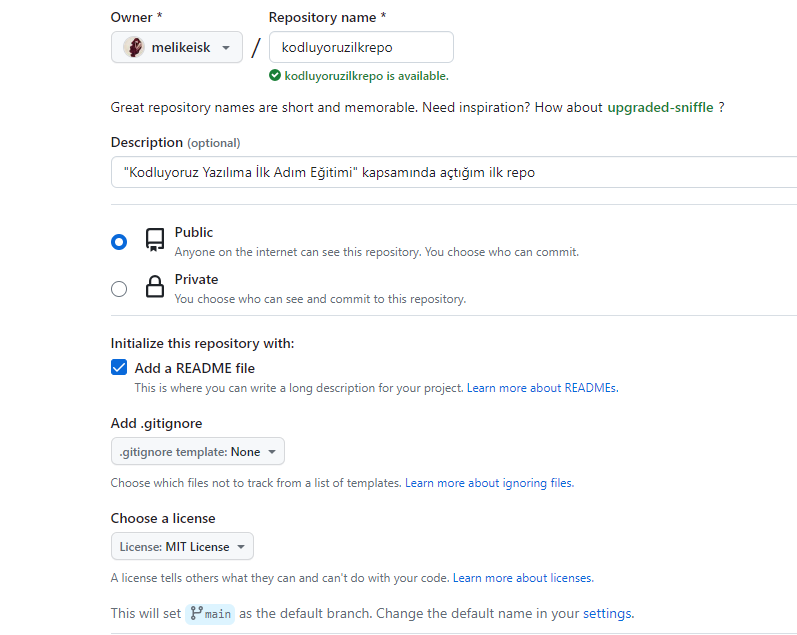 Owner * Repository name *
melikeisk / kodluyoruzilkrepo
kodluyoruzilkrepo is available.
Great repository names are short and memorable. Need inspiration? How about upgraded-sniffle ?
Description (optional)
"Kodluyoruz Yazılıma İlk Adım Eğitimi" kapsamında açtığım ilk repo
Public
Anyone on the internet can see this repository. You choose who can commit.
Private
You choose who can see and commit to this repository.
Initialize this repository with:
Add a README file
This is where you can write a long description for your project. Learn more about READMEs.
Add .gitignore
.gitignore template: None
Choose which files not to track from a list of templates. Learn more about ignoring files.
Choose a license
License: MIT License
A license tells others what they can and can't do with your code. Learn more about licenses.
This will set main as the default branch. Change the default name in your settings.